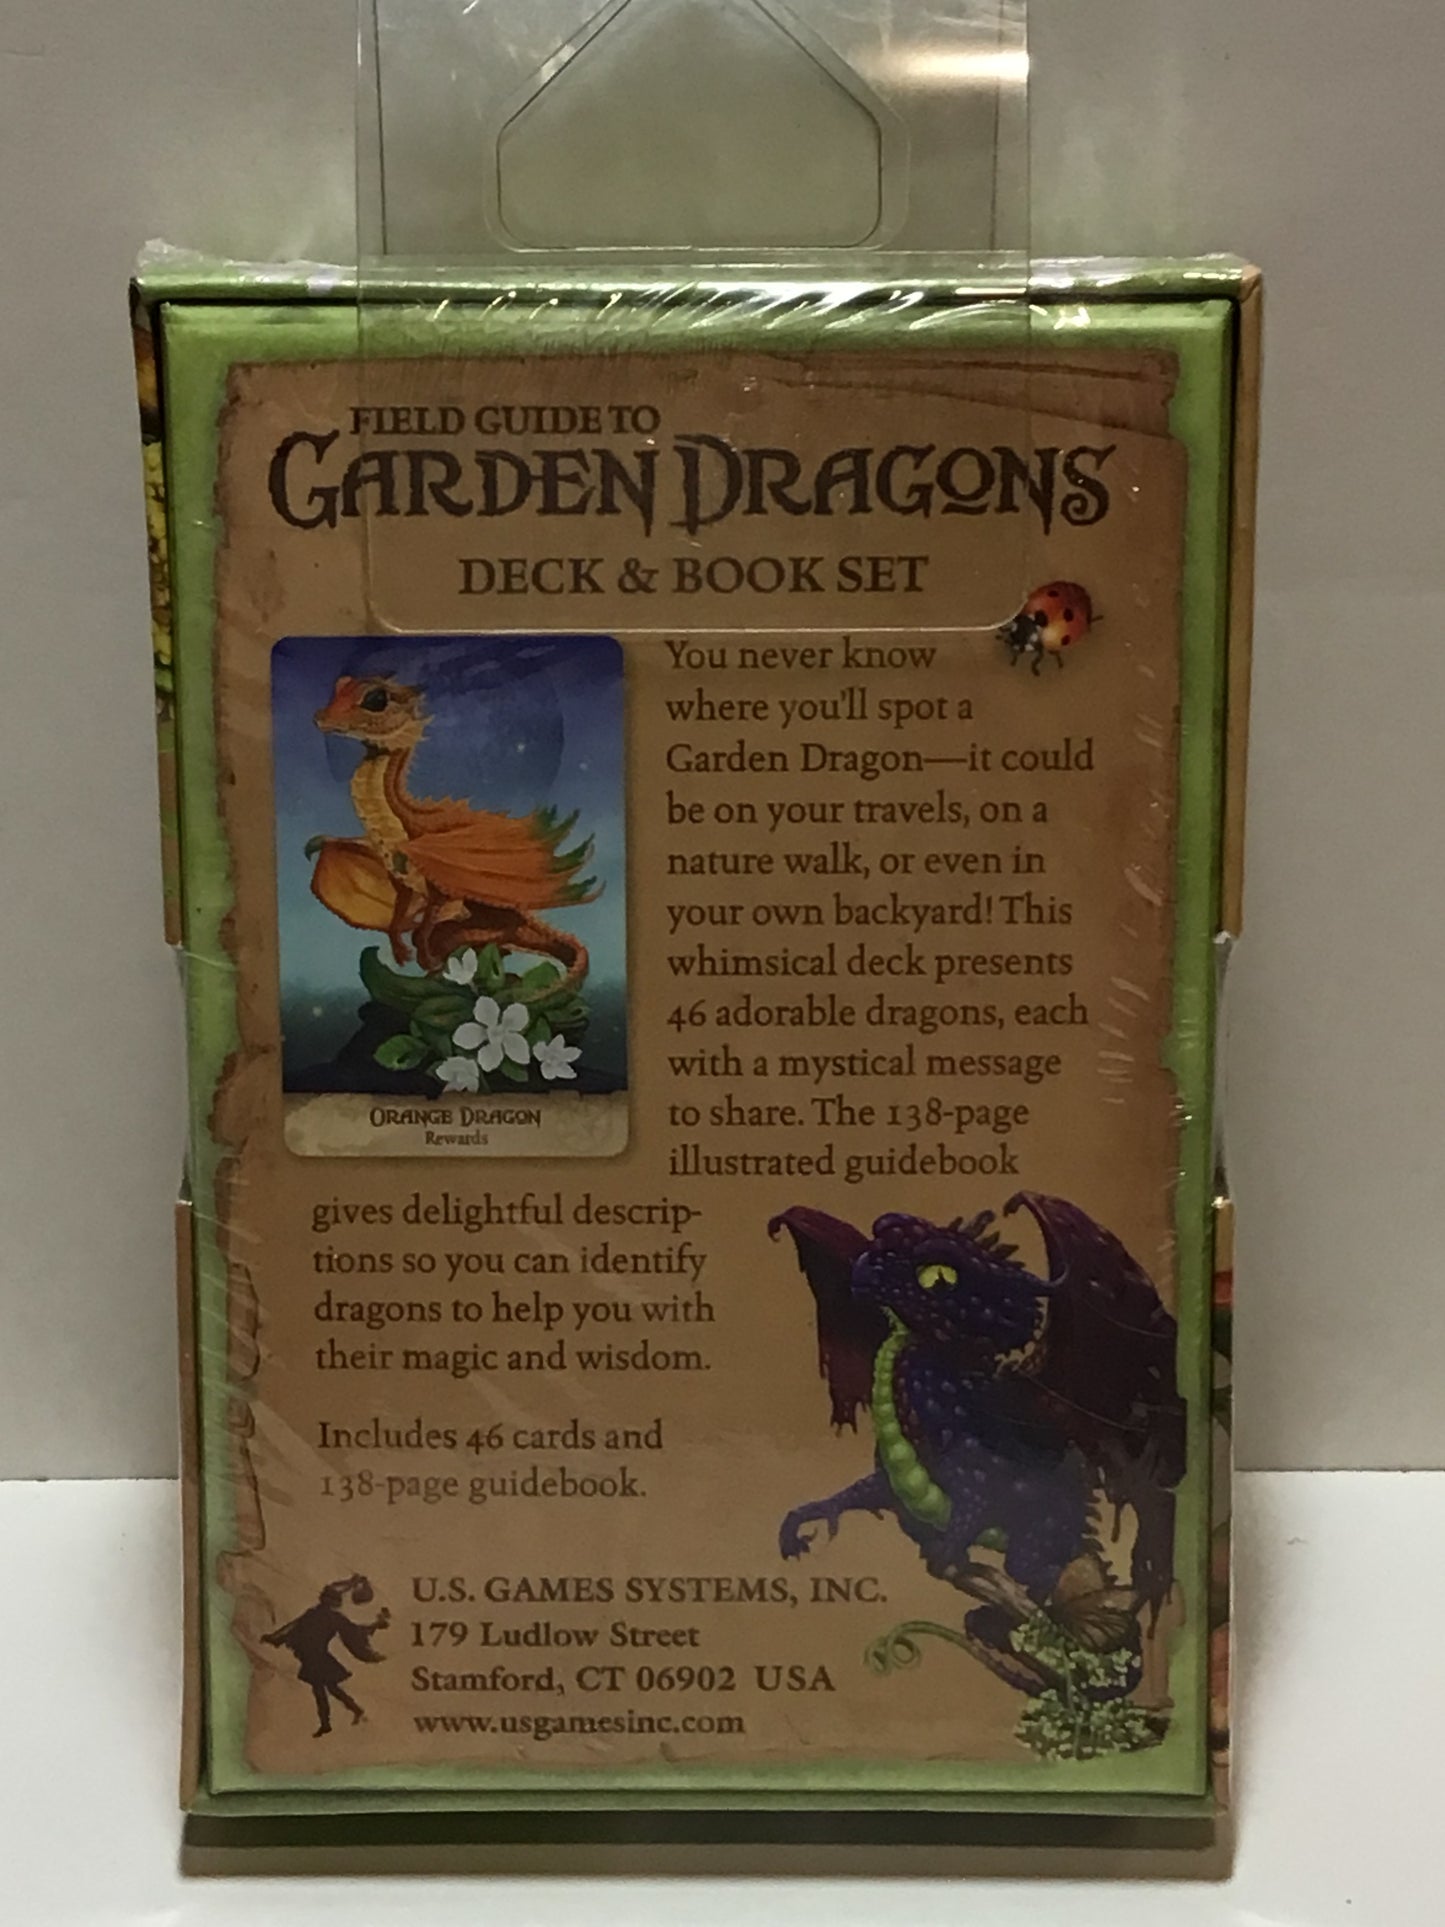 FIELD GUIDE TO
GARDEN DRAGONS
DECK & BOOK SET
You never know
where you'll spot a
Garden Dragon—it could
be on your travels, on a
nature walk, or even in
your own backyard! This
whimsical deck presents
46 adorable dragons, each
with a mystical message
to share. The 138-page
illustrated guidebook
gives delightful descrip-
tions so you can identify
dragons to help you with
their magic and wisdom.
ORANGE DRAGON
Rewards
Includes 46 cards and
138-page guidebook.
U.S. GAMES SYSTEMS, INC.
179 Ludlow Street
Stamford, CT 06902 USA
www.usgamesinc.com